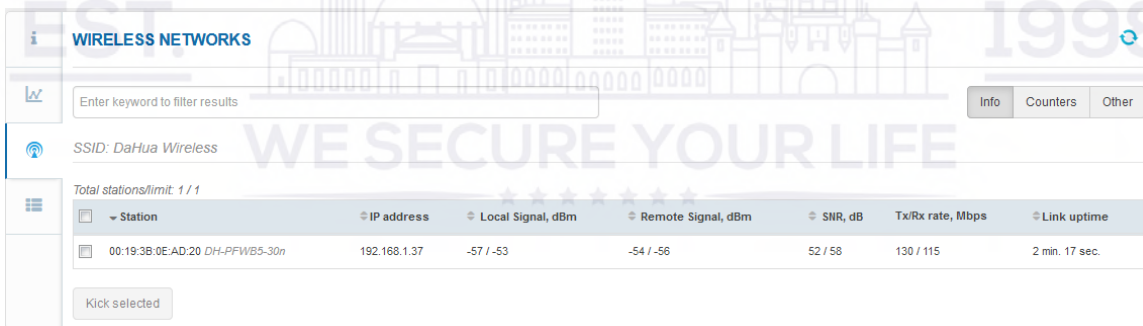 EST.
1999
WIRELESS NETWORKS
Enter keyword to filter results
Info Counters Other
SSID: DaHua Wireless
WE SECURE YOUR LIFE
Total stations/limit: 1 / 1
Station IP address Local Signal, dBm Remote Signal, dBm SNR, dB Tx/Rx rate, Mbps Link uptime
00:19:3B:0E:AD:20 DH-PFWB5-30n 192.168.1.37 -57 / -53 -54 / -56 52 / 58 130 / 115 2 min. 17 sec.
Kick selected